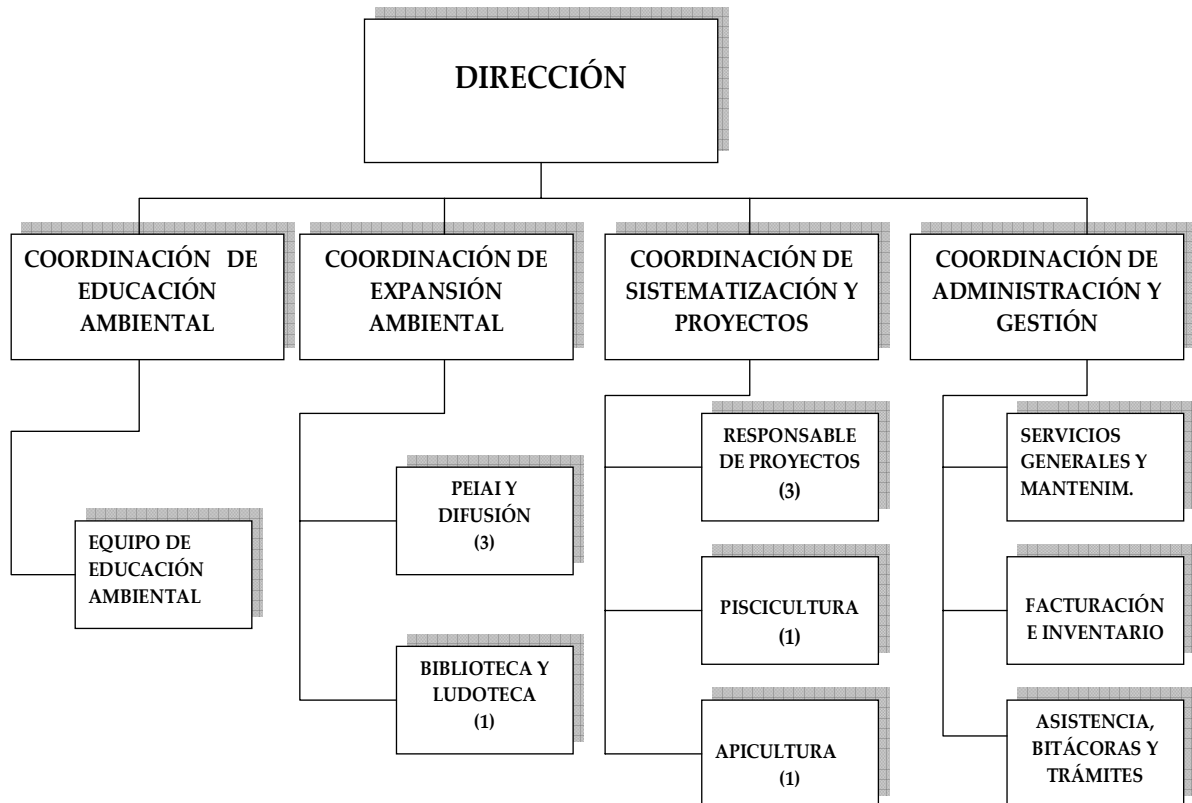 DIRECCIÓN
COORDINACIÓN DE
EDUCACIÓN
AMBIENTAL
COORDINACIÓN DE
EXPANSIÓN
AMBIENTAL
COORDINACIÓN DE
SISTEMATIZACIÓN Y
PROYECTOS
COORDINACIÓN DE
ADMINISTRACIÓN Y
GESTIÓN
EQUIPO DE
EDUCACIÓN
AMBIENTAL
PEIAI Y
DIFUSIÓN
(3)
BIBLIOTECA Y
LUDOTECA
(1)
RESPONSABLE
DE PROYECTOS
(3)
PISCICULTURA
(1)
APICULTURA
(1)
SERVICIOS
GENERALES Y
MANTENIM.
FACTURACIÓN
E INVENTARIO
ASISTENCIA,
BITÁCORAS Y
TRÁMITES